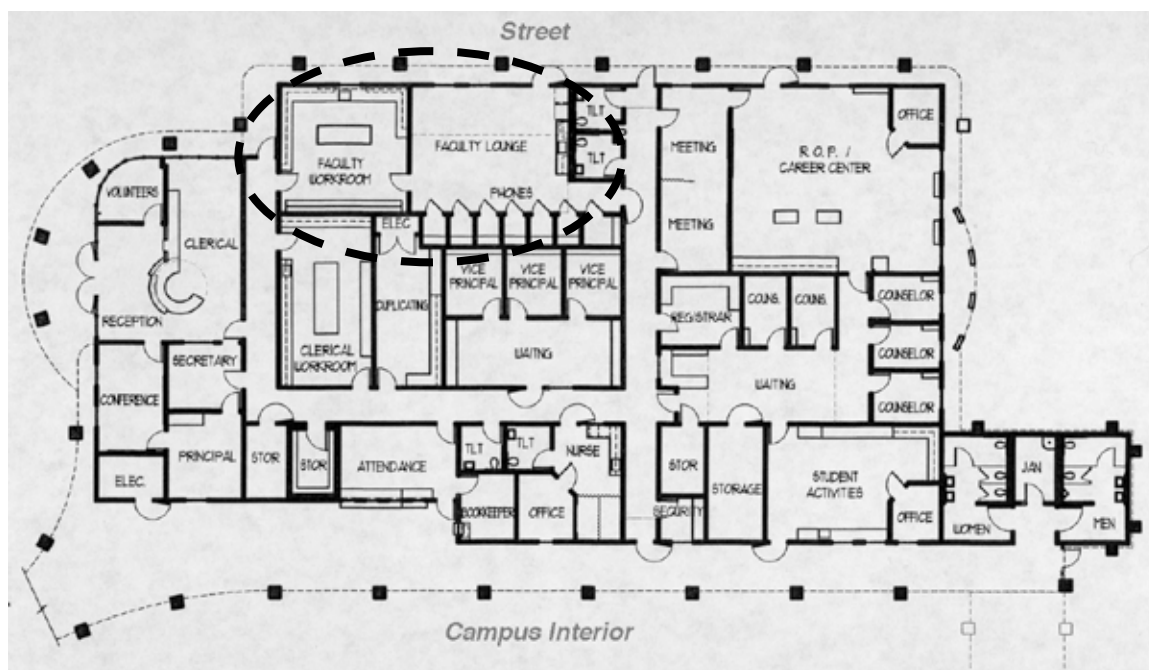 Street
TLT
OFFICE
FACULTY LOUNGE
MEETING
R.O.P. /
CAREER CENTER
TLT
FACULTY
WORKROOM
VOLUNTEERS
PHONES
ELEC
CLERICAL
MEETING
VICE
PRINCIPAL
VICE
PRINCIPAL
VICE
PRINCIPAL
DUPLICATING
REGISTRAR
COUNS.
COUNS.
COUNSELOR
RECEPTION
CLERICAL
WORKROOM
SECRETARY
WAITING
COUNSELOR
WAITING
CONFERENCE
COUNSELOR
PRINCIPAL
STOR
STOR
ATTENDANCE
TLT
TLT
NURSE
STOR
STORAGE
STUDENT
ACTIVITIES
JAN
ELEC.
BOOKKEEPER
OFFICE
SECURITY
OFFICE
WOMEN
MEN
Campus Interior